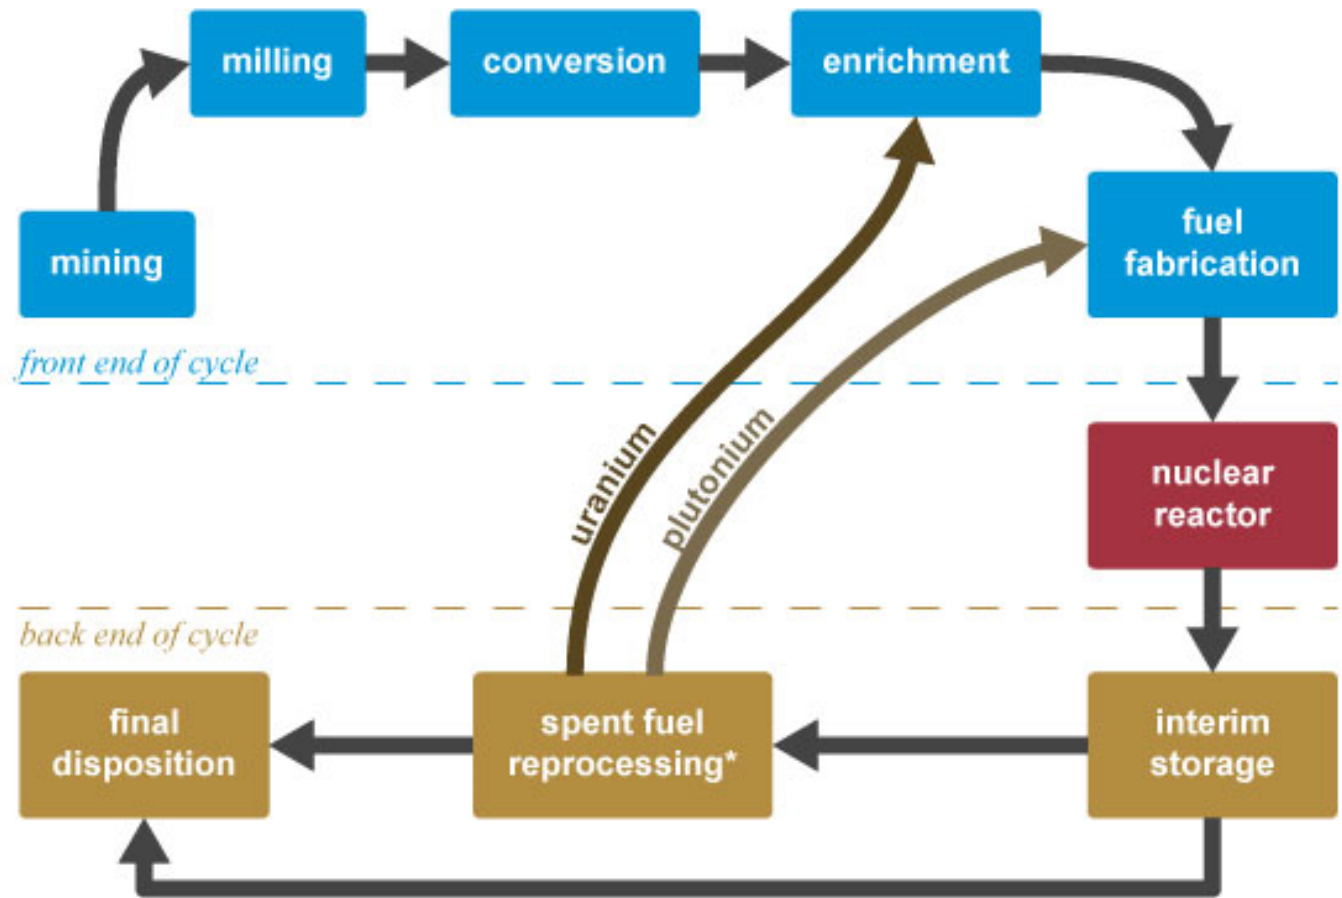 milling
conversion
enrichment
mining
fuel
fabrication
front end of cycle
uranium
plutonium
nuclear
reactor
back end of cycle
final
disposition
spent fuel
reprocessing*
interim
storage